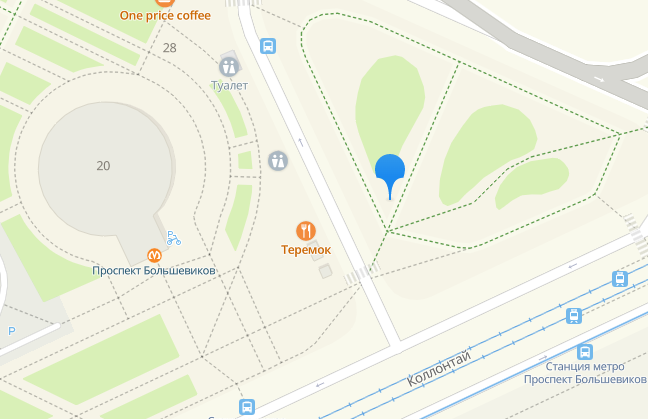 One price coffee
28
Туалет
20
P
Теремок
Проспект Большевиков
P
Коллонтай
Станция метро
Проспект Большевиков